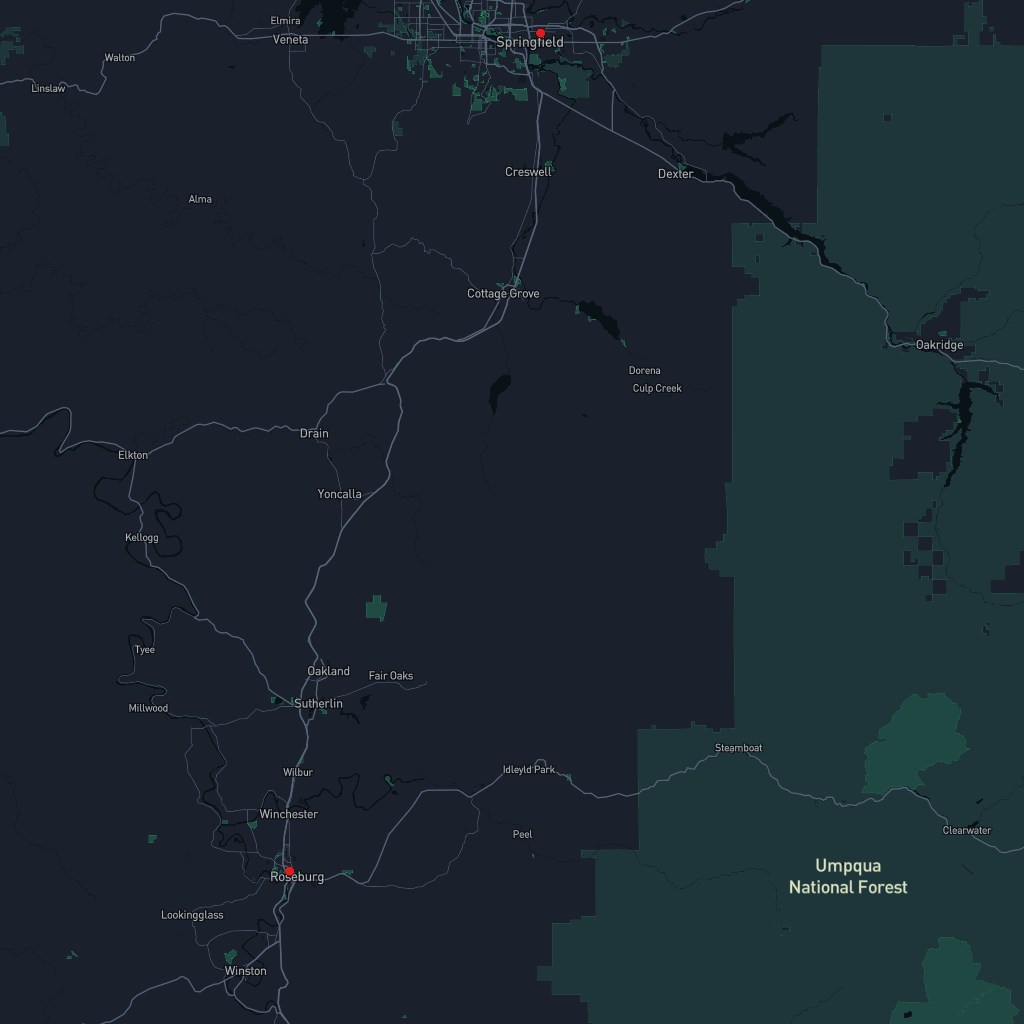 Elmira
Veneta
Springfield
Walton
Linslaw
Creswell
Dexter
Alma
Cottage Grove
Oakridge
Dorena
Culp Creek
Drain
Elkton
Yoncalla
Kellogg
Tyee
Oakland
Fair Oaks
Sutherlin
Millwood
Steamboat
Wilbur
Idleyld Park
Winchester
Peel
Clearwater
Umpqua
National Forest
Roseburg
Lookingglass
Winston